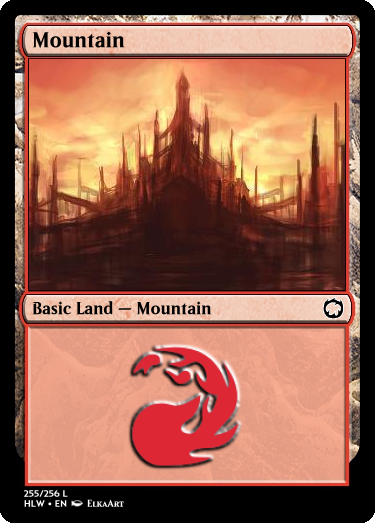 Mountain
Basic Land — Mountain
255/256 L
HLW • EN ElkaArt